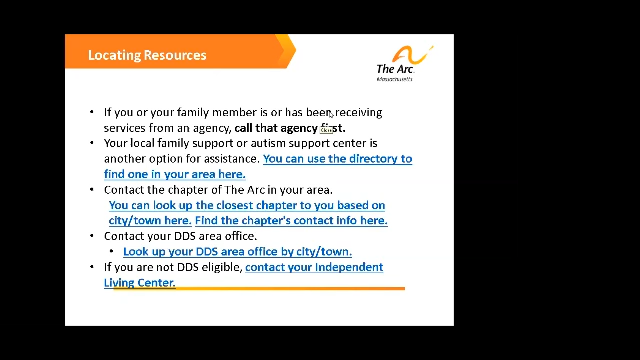 Locating Resources
The Arc.
Massachusetts
• If you or your family member is or has been receiving
services from an agency, call that agency first.
• Your local family support or autism support center is
another option for assistance. You can use the directory to
find one in your area here.
• Contact the chapter of The Arc in your area.
You can look up the closest chapter to you based on
city/town here. Find the chapter's contact info here.
• Contact your DDS area office.
• Look up your DDS area office by city/town.
• If you are not DDS eligible, contact your Independent
Living Center.